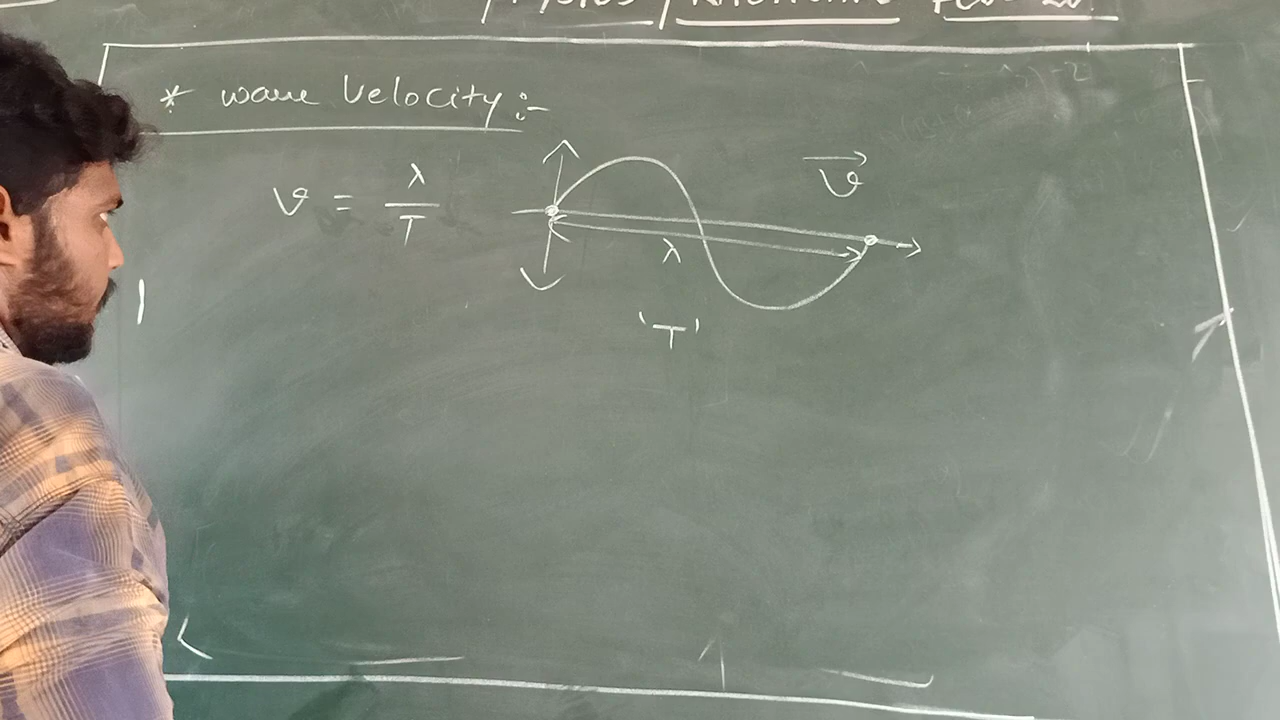 * wave Velocity :-
v = λ/T
v
λ
'T'